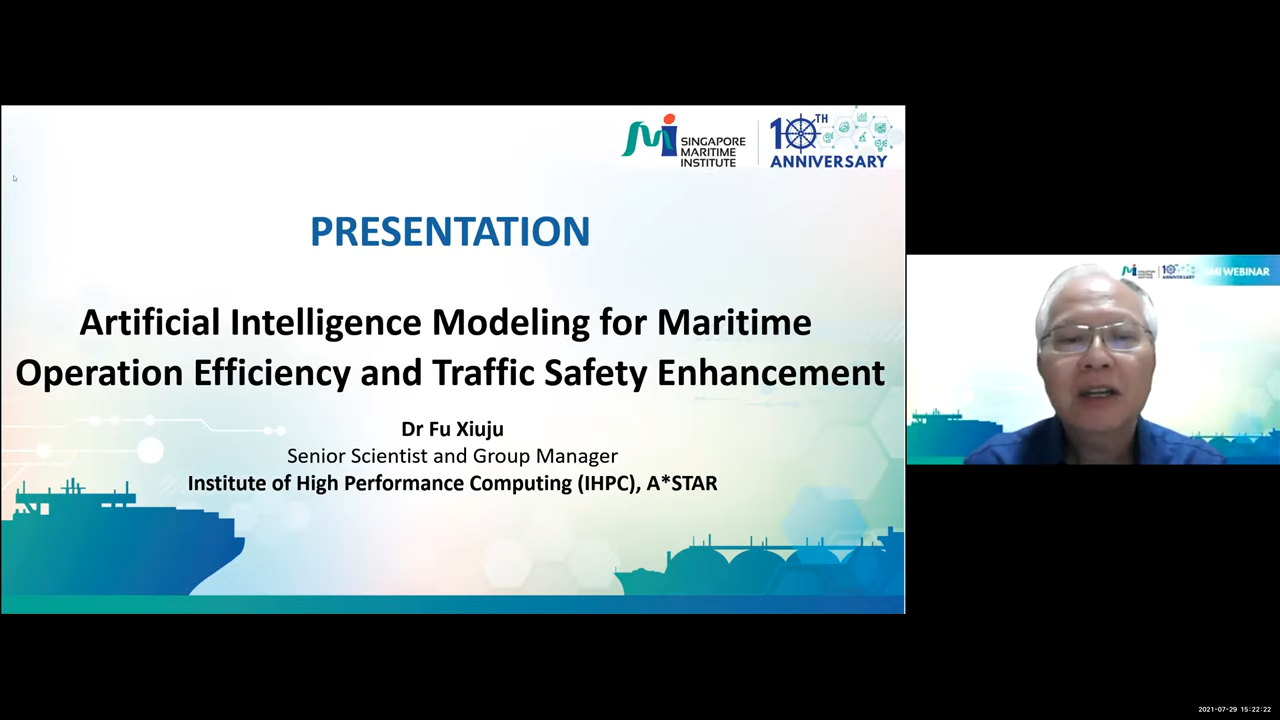 SINGAPORE
MARITIME
INSTITUTE
10TH
ANNIVERSARY
PRESENTATION
Artificial Intelligence Modeling for Maritime
Operation Efficiency and Traffic Safety Enhancement
Dr Fu Xiuju
Senior Scientist and Group Manager
Institute of High Performance Computing (IHPC), A*STAR
SMI WEBINAR
2021-07-29 15:22:22